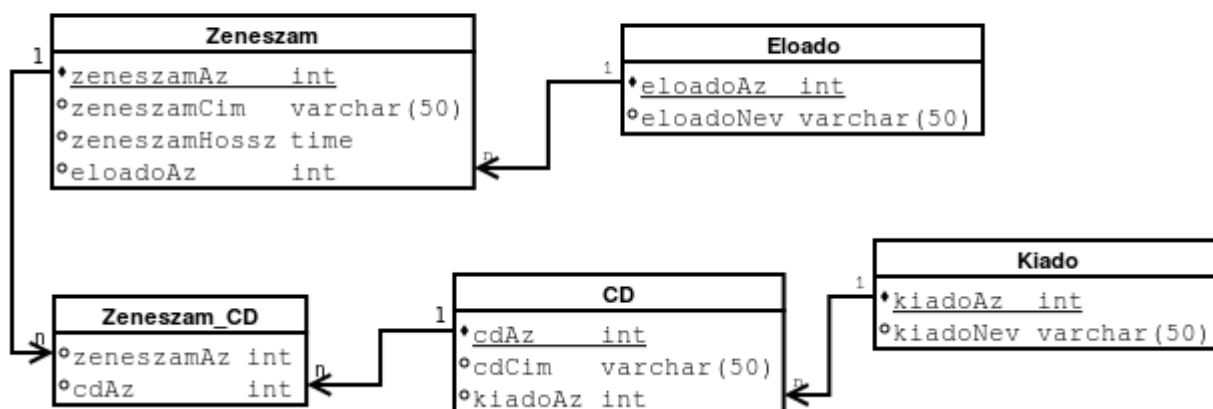 Zeneszam
zeneszamAz int
zeneszamCim varchar(50)
zeneszamHossz time
eloadoAz int
1
n
Eloado
eloadoAz int
eloadoNev varchar(50)
1
Zeneszam_CD
zeneszamAz int
cdAz int
n
n
CD
cdAz int
cdCim varchar(50)
kiadoAz int
1
n
Kiado
kiadoAz int
kiadoNev varchar(50)
1